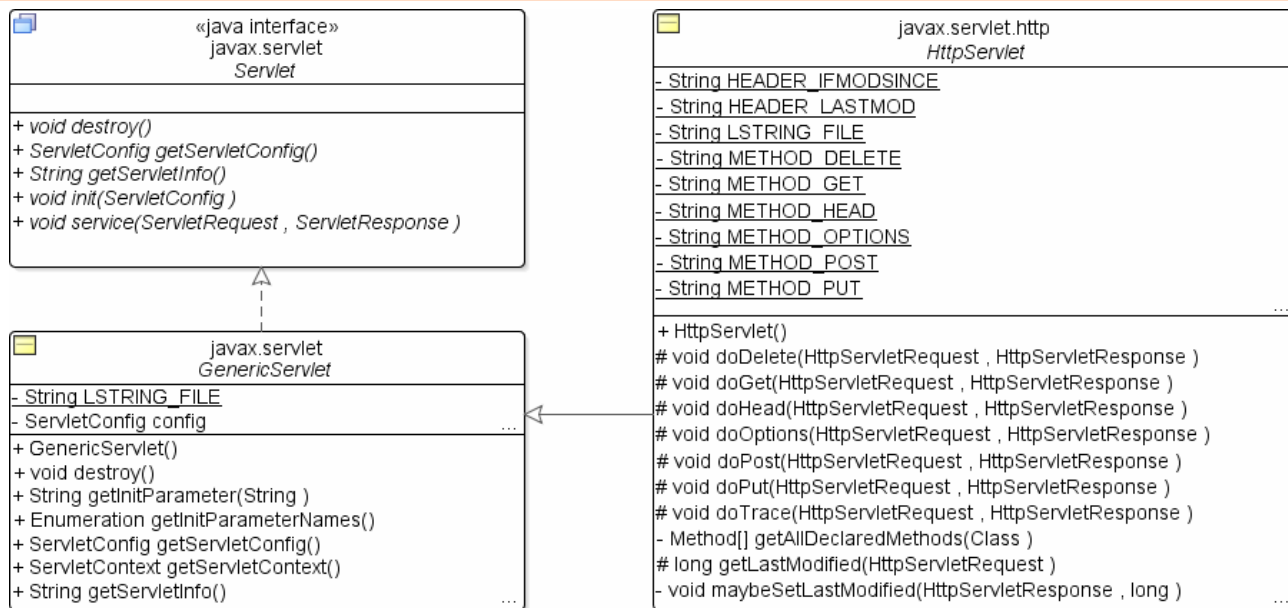 «java interface»
javax.servlet
Servlet
+ void destroy()
+ ServletConfig getServletConfig()
+ String getServletInfo()
+ void init(ServletConfig )
+ void service(ServletRequest , ServletResponse )
javax.servlet
GenericServlet
- String LSTRING_FILE
- ServletConfig config
...
+ GenericServlet()
+ void destroy()
+ String getInitParameter(String )
+ Enumeration getInitParameterNames()
+ ServletConfig getServletConfig()
+ ServletContext getServletContext()
+ String getServletInfo()
...
javax.servlet.http
HttpServlet
- String HEADER_IFMODSINCE
- String HEADER_LASTMOD
- String LSTRING_FILE
- String METHOD_DELETE
- String METHOD_GET
- String METHOD_HEAD
- String METHOD_OPTIONS
- String METHOD_POST
- String METHOD_PUT
...
+ HttpServlet()
# void doDelete(HttpServletRequest , HttpServletResponse )
# void doGet(HttpServletRequest , HttpServletResponse )
# void doHead(HttpServletRequest , HttpServletResponse )
# void doOptions(HttpServletRequest , HttpServletResponse )
# void doPost(HttpServletRequest , HttpServletResponse )
# void doPut(HttpServletRequest , HttpServletResponse )
# void doTrace(HttpServletRequest , HttpServletResponse )
- Method[] getAllDeclaredMethods(Class )
# long getLastModified(HttpServletRequest )
- void maybeSetLastModified(HttpServletResponse , long )
...